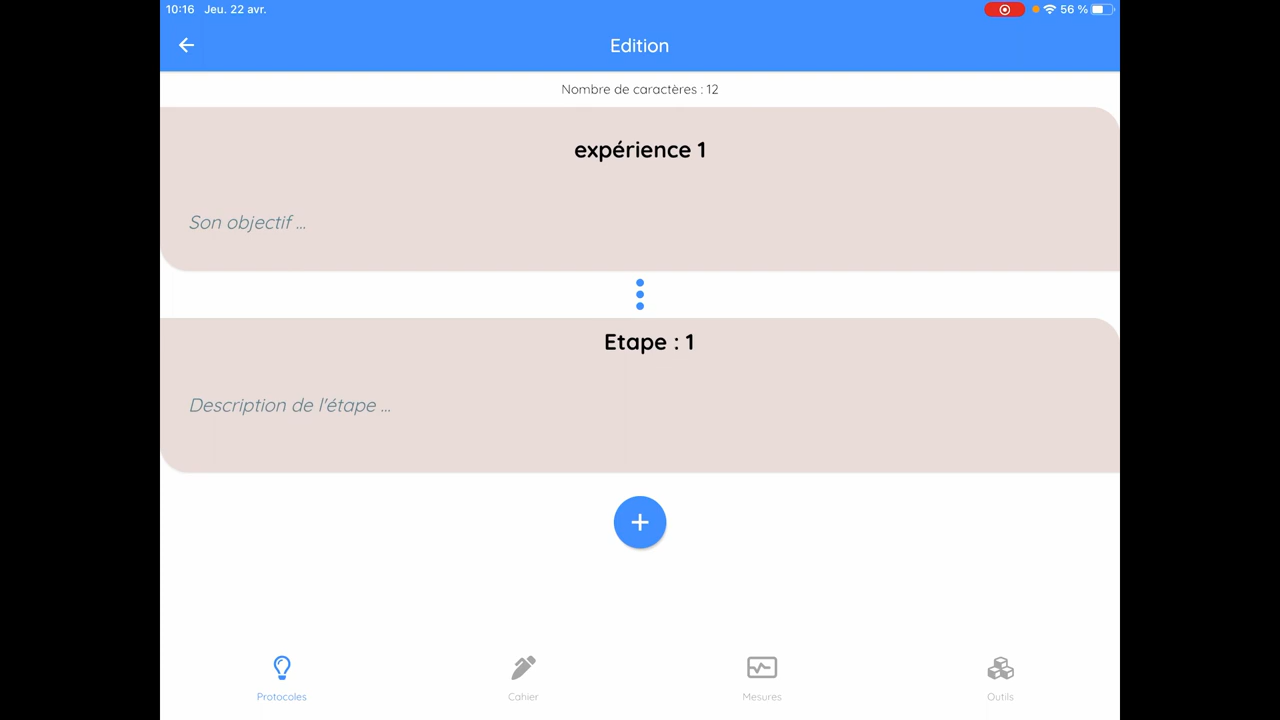 10:16 Jeu. 22 avr. 56 %
Edition
Nombre de caractères : 12
expérience 1
Son objectif ...
Etape : 1
Description de l'étape ...
Protocoles Cahier Mesures Outils